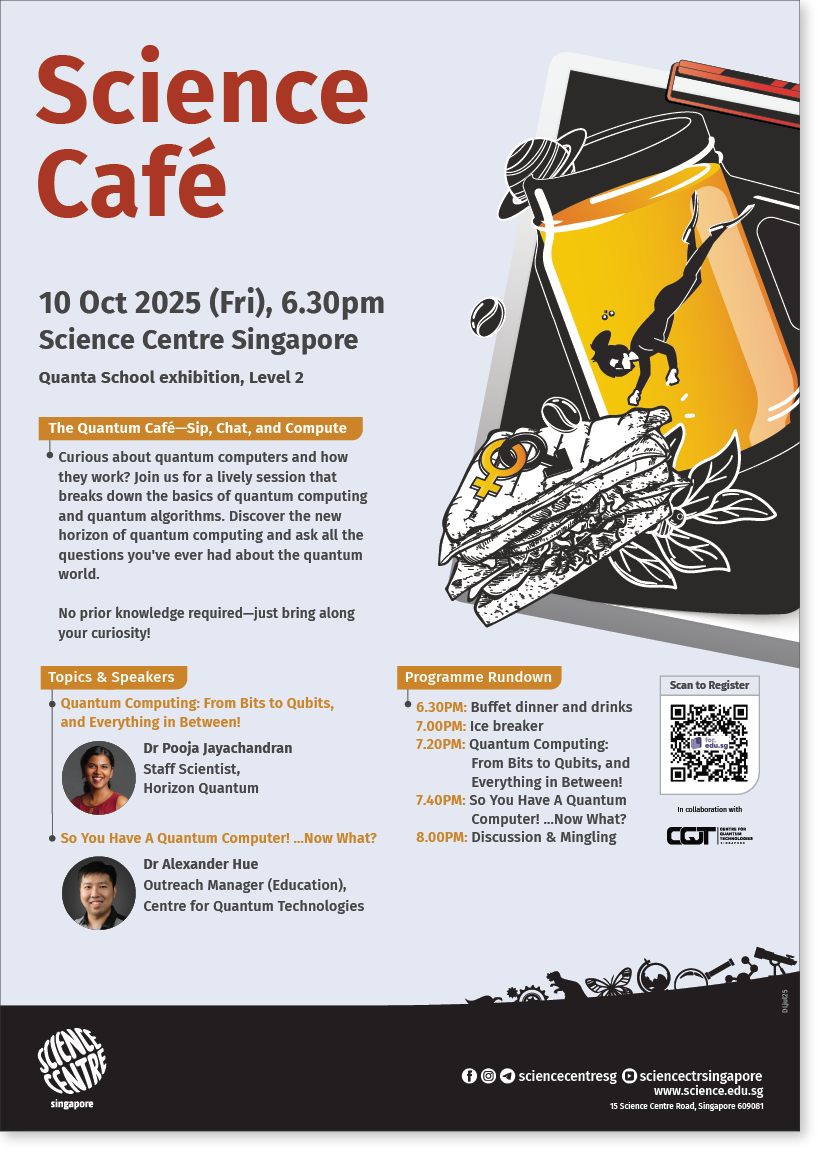 Science
Café
10 Oct 2025 (Fri), 6.30pm
Science Centre Singapore
Quanta School exhibition, Level 2
The Quantum Café—Sip, Chat, and Compute
Curious about quantum computers and how
they work? Join us for a lively session that
breaks down the basics of quantum computing
and quantum algorithms. Discover the new
horizon of quantum computing and ask all the
questions you've ever had about the quantum
world.
No prior knowledge required—just bring along
your curiosity!
Topics & Speakers
Quantum Computing: From Bits to Qubits,
and Everything in Between!
Dr Pooja Jayachandran
Staff Scientist,
Horizon Quantum
So You Have A Quantum Computer! ...Now What?
Dr Alexander Hue
Outreach Manager (Education),
Centre for Quantum Technologies
Programme Rundown
6.30PM: Buffet dinner and drinks
7.00PM: Ice breaker
7.20PM: Quantum Computing:
From Bits to Qubits, and
Everything in Between!
7.40PM: So You Have A Quantum
Computer! ...Now What?
8.00PM: Discussion & Mingling
Scan to Register
for.
edu.sg
In collaboration with
CQT
CENTRE FOR
QUANTUM
TECHNOLOGIES
SINGAPORE
SCIENCE
CENTRE
singapore
sciencecentresg sciencectrsingapore
www.science.edu.sg
15 Science Centre Road, Singapore 609081